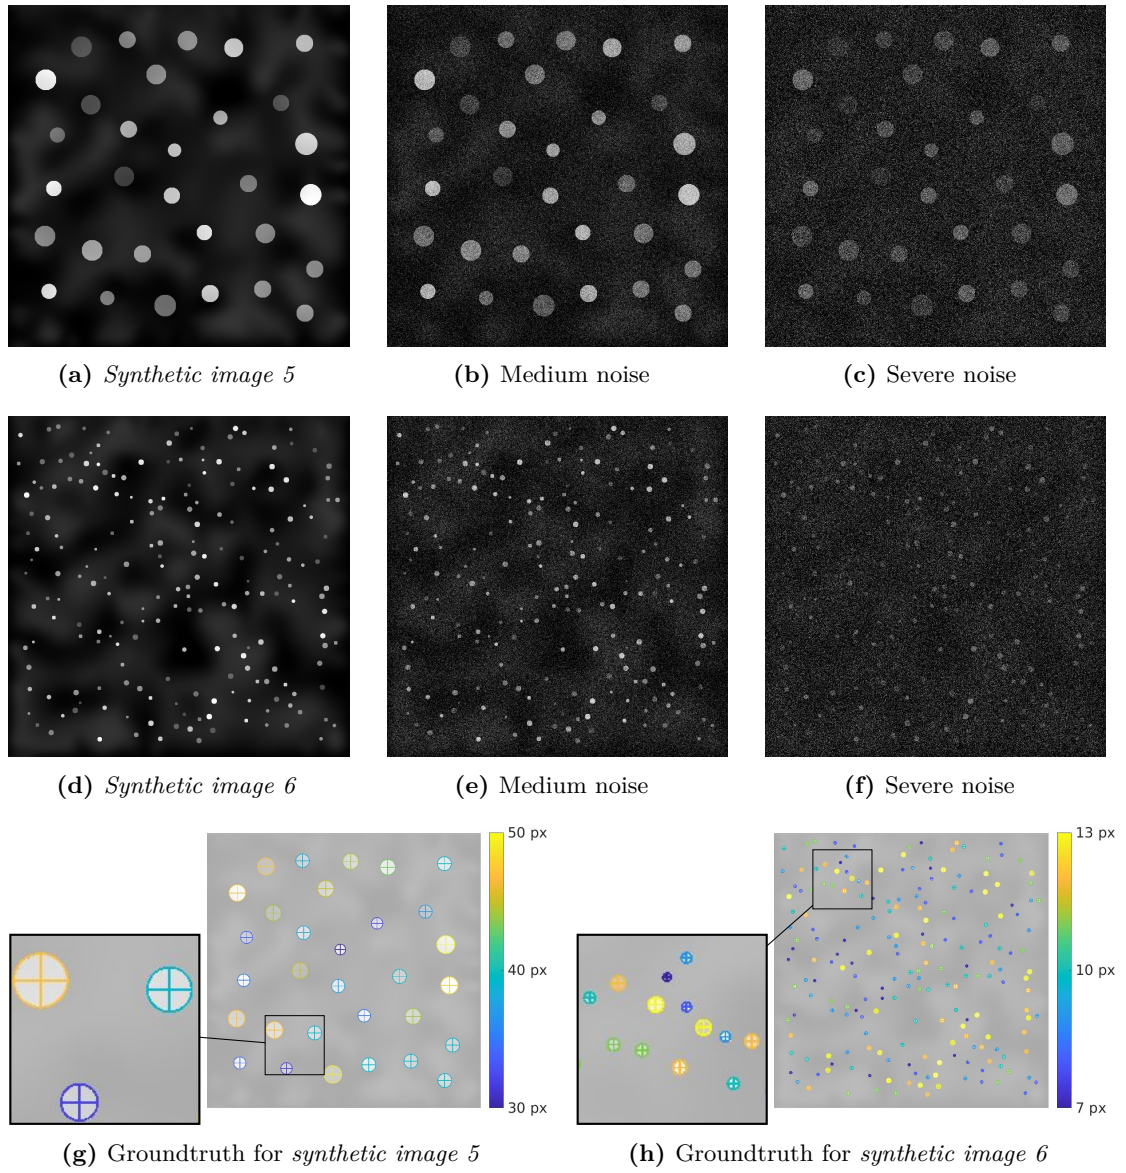 (a) Synthetic image 5
(b) Medium noise
(c) Severe noise
(d) Synthetic image 6
(e) Medium noise
(f) Severe noise
50 px
40 px
30 px
13 px
10 px
7 px
(g) Groundtruth for synthetic image 5
(h) Groundtruth for synthetic image 6